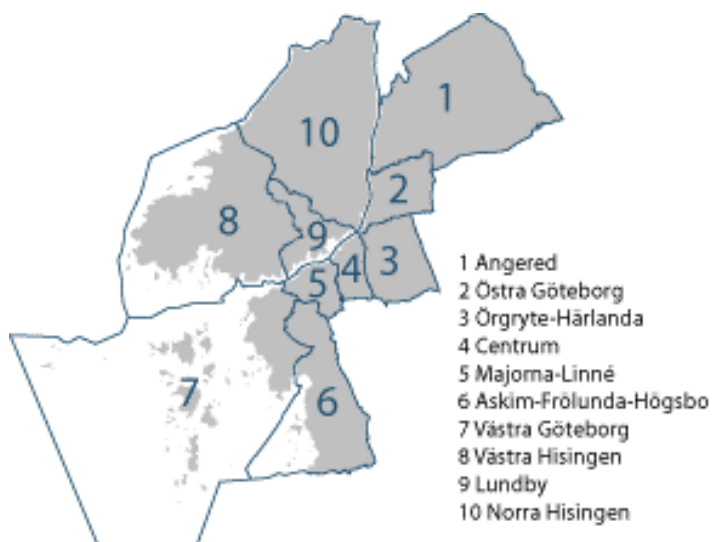 1
10
2
8
9
3
4
5
7
6
1 Angered
2 Östra Göteborg
3 Örgryte-Härlanda
4 Centrum
5 Majorna-Linné
6 Askim-Frölunda-Högsbo
7 Västra Göteborg
8 Västra Hisingen
9 Lundby
10 Norra Hisingen